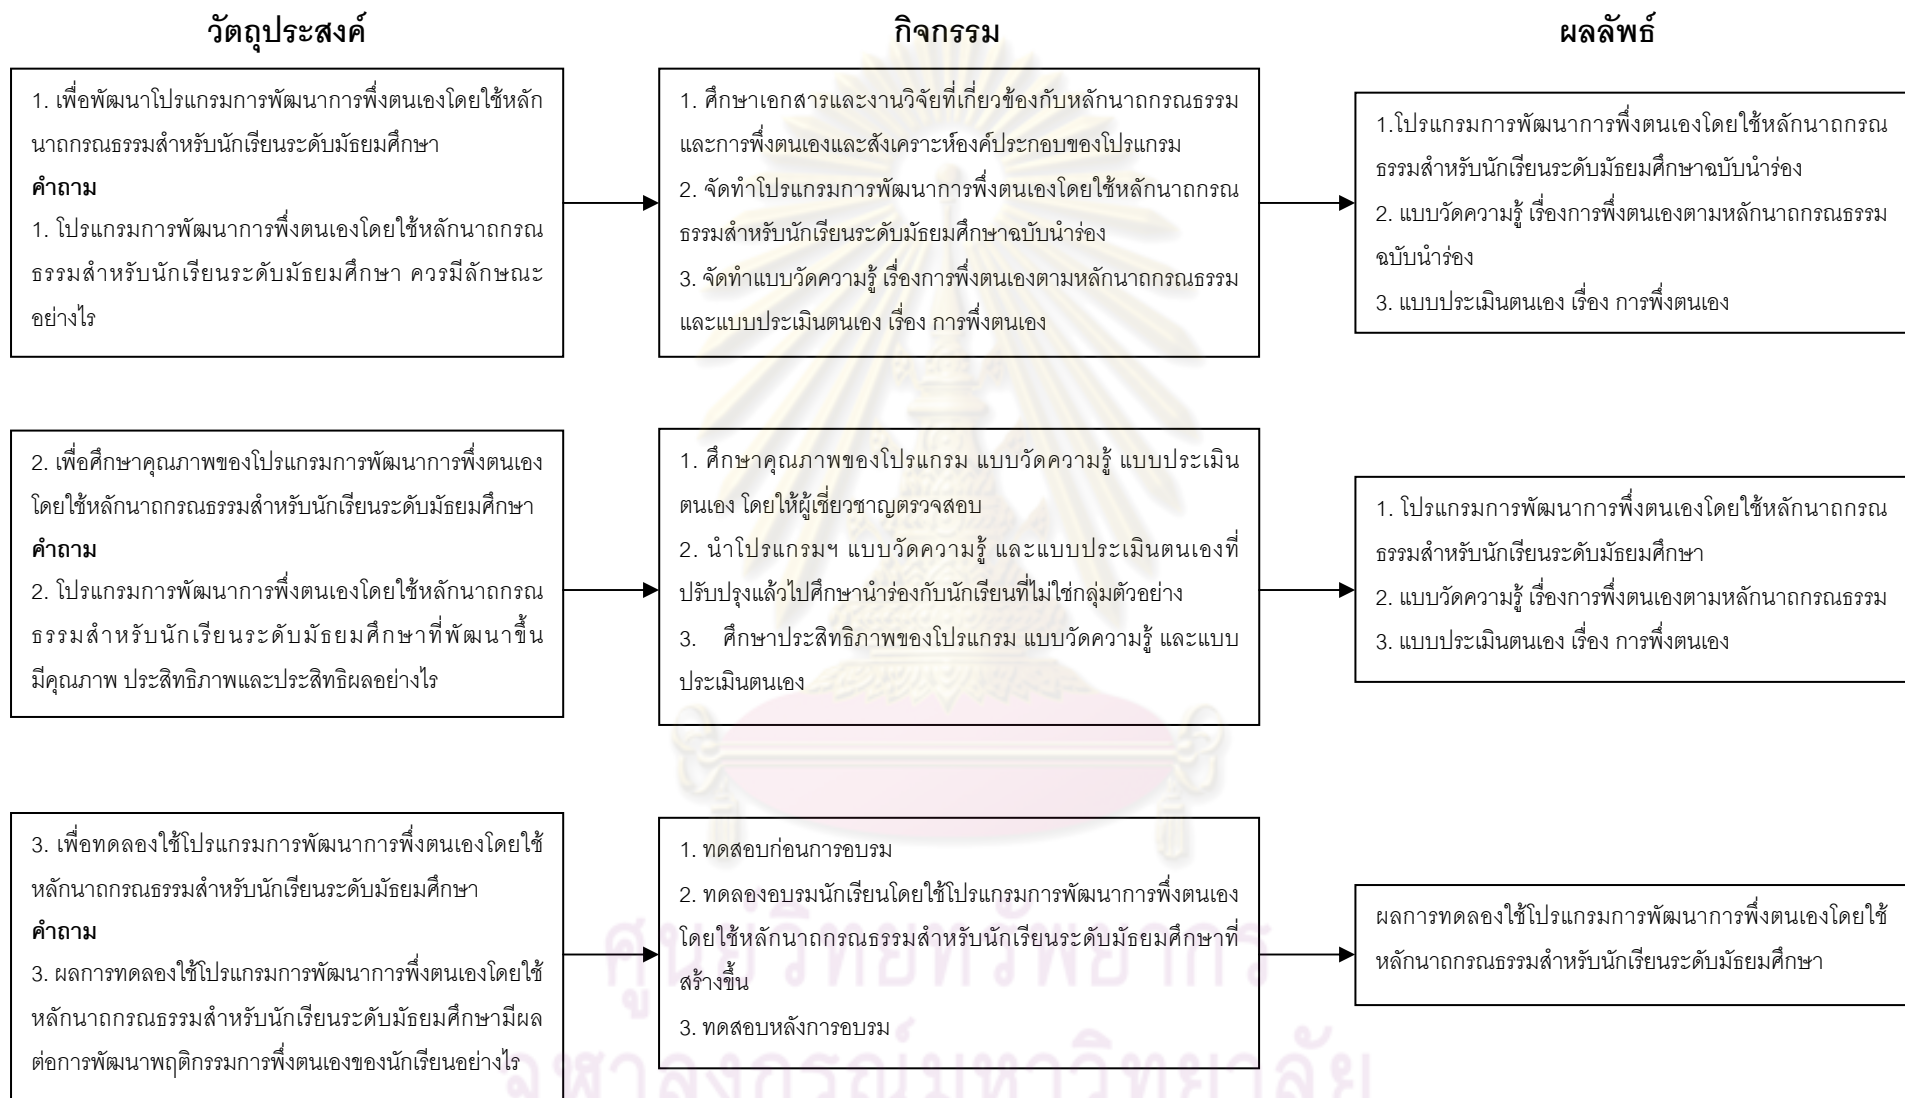 วัตถุประสงค์
กิจกรรม
ผลลัพธ์
1. เพื่อพัฒนาโปรแกรมการพัฒนาการพึ่งตนเองโดยใช้หลัก
นาถกรณธรรมสำหรับนักเรียนระดับมัธยมศึกษา
คำถาม
1. โปรแกรมการพัฒนาการพึ่งตนเองโดยใช้หลักนาถกรณ
ธรรมสำหรับนักเรียนระดับมัธยมศึกษา ควรมีลักษณะ
อย่างไร
1. ศึกษาเอกสารและงานวิจัยที่เกี่ยวข้องกับหลักนาถกรณธรรม
และการพึ่งตนเองและสังเคราะห์องค์ประกอบของโปรแกรม
2. จัดทำโปรแกรมการพัฒนาการพึ่งตนเองโดยใช้หลักนาถกรณ
ธรรมสำหรับนักเรียนระดับมัธยมศึกษาฉบับนำร่อง
3. จัดทำแบบวัดความรู้ เรื่องการพึ่งตนเองตามหลักนาถกรณธรรม
และแบบประเมินตนเอง เรื่อง การพึ่งตนเอง
1.โปรแกรมการพัฒนาการพึ่งตนเองโดยใช้หลักนาถกรณ
ธรรมสำหรับนักเรียนระดับมัธยมศึกษาฉบับนำร่อง
2. แบบวัดความรู้ เรื่องการพึ่งตนเองตามหลักนาถกรณธรรม
ฉบับนำร่อง
3. แบบประเมินตนเอง เรื่อง การพึ่งตนเอง
2. เพื่อศึกษาคุณภาพของโปรแกรมการพัฒนาการพึ่งตนเอง
โดยใช้หลักนาถกรณธรรมสำหรับนักเรียนระดับมัธยมศึกษา
คำถาม
2. โปรแกรมการพัฒนาการพึ่งตนเองโดยใช้หลักนาถกรณ
ธรรมสำหรับนักเรียนระดับมัธยมศึกษาที่พัฒนาขึ้น
มีคุณภาพ ประสิทธิภาพและประสิทธิผลอย่างไร
1. ศึกษาคุณภาพของโปรแกรม แบบวัดความรู้ แบบประเมิน
ตนเอง โดยให้ผู้เชี่ยวชาญตรวจสอบ
2. นำโปรแกรมฯ แบบวัดความรู้ และแบบประเมินตนเองที่
ปรับปรุงแล้วไปศึกษานำร่องกับนักเรียนที่ไม่ใช่กลุ่มตัวอย่าง
3. ศึกษาประสิทธิภาพของโปรแกรม แบบวัดความรู้ และแบบ
ประเมินตนเอง
1. โปรแกรมการพัฒนาการพึ่งตนเองโดยใช้หลักนาถกรณ
ธรรมสำหรับนักเรียนระดับมัธยมศึกษา
2. แบบวัดความรู้ เรื่องการพึ่งตนเองตามหลักนาถกรณธรรม
3. แบบประเมินตนเอง เรื่อง การพึ่งตนเอง
3. เพื่อทดลองใช้โปรแกรมการพัฒนาการพึ่งตนเองโดยใช้
หลักนาถกรณธรรมสำหรับนักเรียนระดับมัธยมศึกษา
คำถาม
3. ผลการทดลองใช้โปรแกรมการพัฒนาการพึ่งตนเองโดยใช้
หลักนาถกรณธรรมสำหรับนักเรียนระดับมัธยมศึกษามีผล
ต่อการพัฒนาพฤติกรรมการพึ่งตนเองของนักเรียนอย่างไร
1. ทดสอบก่อนการอบรม
2. ทดลองอบรมนักเรียนโดยใช้โปรแกรมการพัฒนาการพึ่งตนเอง
โดยใช้หลักนาถกรณธรรมสำหรับนักเรียนระดับมัธยมศึกษาที่
สร้างขึ้น
3. ทดสอบหลังการอบรม
ผลการทดลองใช้โปรแกรมการพัฒนาการพึ่งตนเองโดยใช้
หลักนาถกรณธรรมสำหรับนักเรียนระดับมัธยมศึกษา
ศูนย์วิทยทรัพยากร
จุฬาลงกรณ์มหาวิทยาลัย